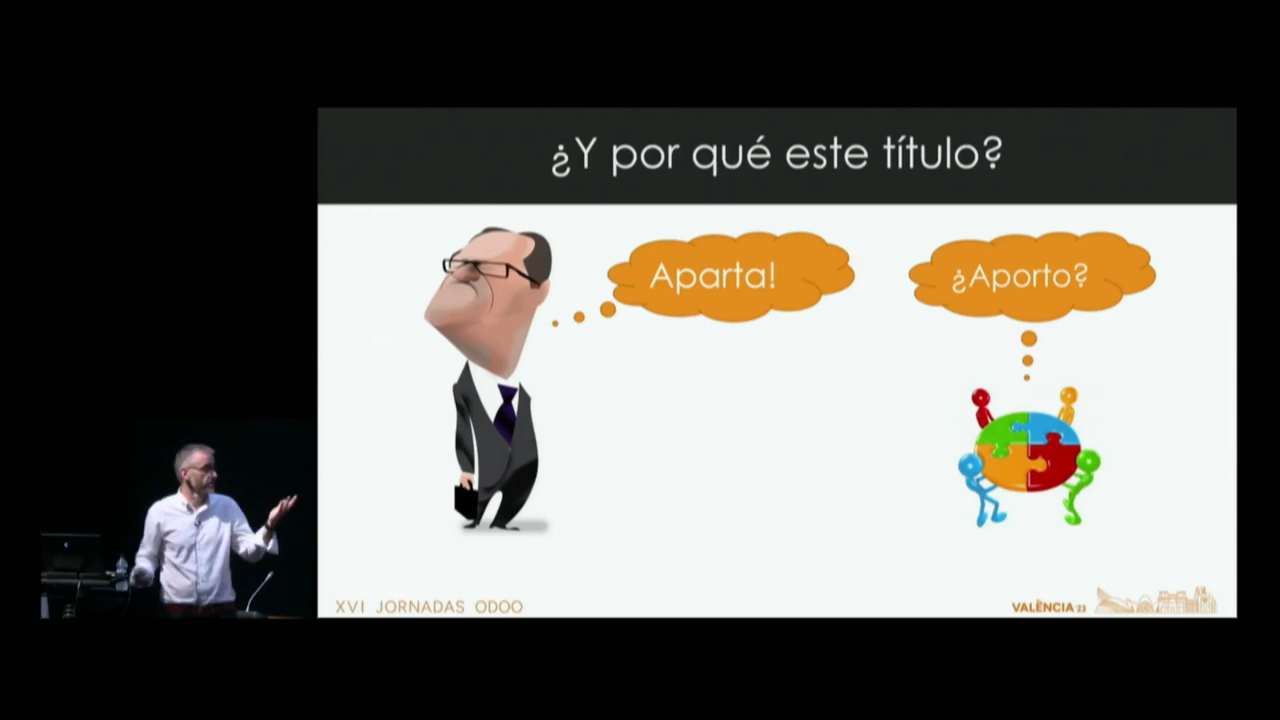 ¿Y por qué este título?
Aparta!
¿Aporto?
XVI JORNADAS ODOO
VALÈNCIA'23